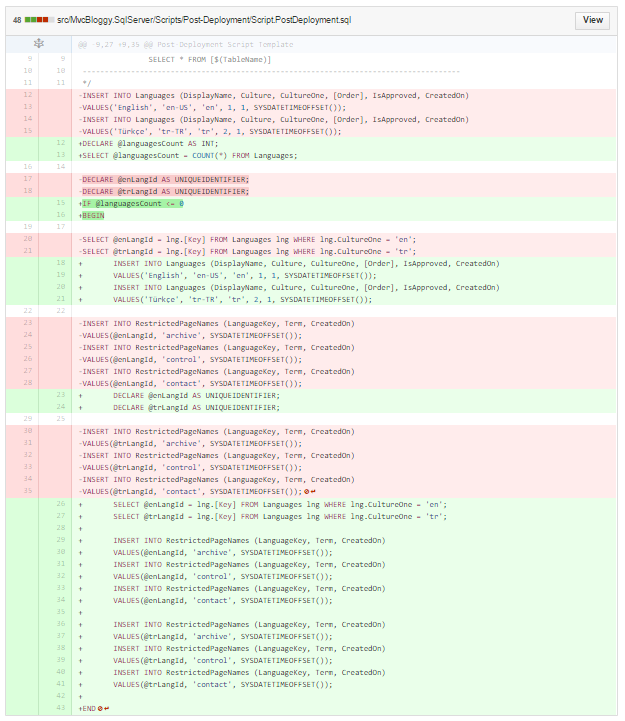 48 src/MvcBloggy.SqlServer/Scripts/Post-Deployment/Script.PostDeployment.sql View
@@ -9,27 +9,35 @@ Post-Deployment Script Template
9 9 SELECT * FROM [$(TableName)]
10 10 --------------------------------------------------------------------------------------
11 11 */
12 -INSERT INTO Languages (DisplayName, Culture, CultureOne, [Order], IsApproved, CreatedOn)
13 -VALUES('English', 'en-US', 'en', 1, 1, SYSDATETIMEOFFSET());
14 -INSERT INTO Languages (DisplayName, Culture, CultureOne, [Order], IsApproved, CreatedOn)
15 -VALUES('Türkçe', 'tr-TR', 'tr', 2, 1, SYSDATETIMEOFFSET());
12 +DECLARE @languagesCount AS INT;
13 +SELECT @languagesCount = COUNT(*) FROM Languages;
16 14
17 -DECLARE @enLangId AS UNIQUEIDENTIFIER;
18 -DECLARE @trLangId AS UNIQUEIDENTIFIER;
15 +IF @languagesCount <= 0
16 +BEGIN
19 17
20 -SELECT @enLangId = lng.[Key] FROM Languages lng WHERE lng.CultureOne = 'en';
21 -SELECT @trLangId = lng.[Key] FROM Languages lng WHERE lng.CultureOne = 'tr';
18 + INSERT INTO Languages (DisplayName, Culture, CultureOne, [Order], IsApproved, CreatedOn)
19 + VALUES('English', 'en-US', 'en', 1, 1, SYSDATETIMEOFFSET());
20 + INSERT INTO Languages (DisplayName, Culture, CultureOne, [Order], IsApproved, CreatedOn)
21 + VALUES('Türkçe', 'tr-TR', 'tr', 2, 1, SYSDATETIMEOFFSET());
22 22
23 -INSERT INTO RestrictedPageNames (LanguageKey, Term, CreatedOn)
24 -VALUES(@enLangId, 'archive', SYSDATETIMEOFFSET());
25 -INSERT INTO RestrictedPageNames (LanguageKey, Term, CreatedOn)
26 -VALUES(@enLangId, 'control', SYSDATETIMEOFFSET());
27 -INSERT INTO RestrictedPageNames (LanguageKey, Term, CreatedOn)
28 -VALUES(@enLangId, 'contact', SYSDATETIMEOFFSET());
23 + DECLARE @enLangId AS UNIQUEIDENTIFIER;
24 + DECLARE @trLangId AS UNIQUEIDENTIFIER;
29 25
30 -INSERT INTO RestrictedPageNames (LanguageKey, Term, CreatedOn)
31 -VALUES(@trLangId, 'archive', SYSDATETIMEOFFSET());
32 -INSERT INTO RestrictedPageNames (LanguageKey, Term, CreatedOn)
33 -VALUES(@trLangId, 'control', SYSDATETIMEOFFSET());
34 -INSERT INTO RestrictedPageNames (LanguageKey, Term, CreatedOn)
35 -VALUES(@trLangId, 'contact', SYSDATETIMEOFFSET());
26 + SELECT @enLangId = lng.[Key] FROM Languages lng WHERE lng.CultureOne = 'en';
27 + SELECT @trLangId = lng.[Key] FROM Languages lng WHERE lng.CultureOne = 'tr';
28 +
29 + INSERT INTO RestrictedPageNames (LanguageKey, Term, CreatedOn)
30 + VALUES(@enLangId, 'archive', SYSDATETIMEOFFSET());
31 + INSERT INTO RestrictedPageNames (LanguageKey, Term, CreatedOn)
32 + VALUES(@enLangId, 'control', SYSDATETIMEOFFSET());
33 + INSERT INTO RestrictedPageNames (LanguageKey, Term, CreatedOn)
34 + VALUES(@enLangId, 'contact', SYSDATETIMEOFFSET());
35 +
36 + INSERT INTO RestrictedPageNames (LanguageKey, Term, CreatedOn)
37 + VALUES(@trLangId, 'archive', SYSDATETIMEOFFSET());
38 + INSERT INTO RestrictedPageNames (LanguageKey, Term, CreatedOn)
39 + VALUES(@trLangId, 'control', SYSDATETIMEOFFSET());
40 + INSERT INTO RestrictedPageNames (LanguageKey, Term, CreatedOn)
41 + VALUES(@trLangId, 'contact', SYSDATETIMEOFFSET());
42 +
43 +END